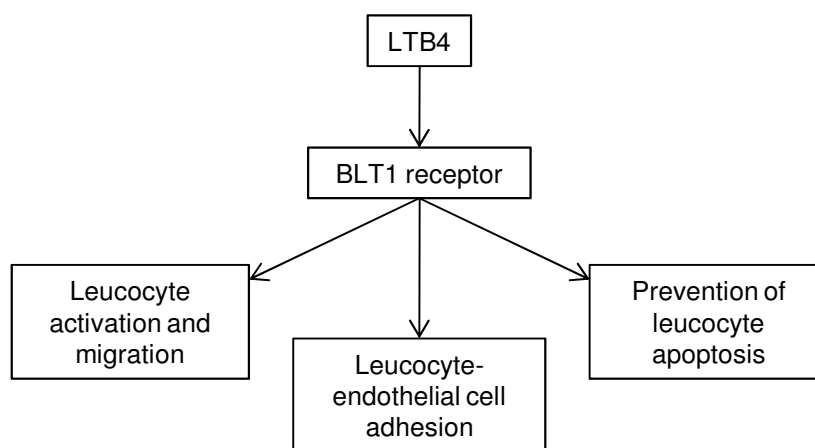 LTB4
BLT1 receptor
Leucocyte
activation and
migration
Leucocyte-
endothelial cell
adhesion
Prevention of
leucocyte
apoptosis